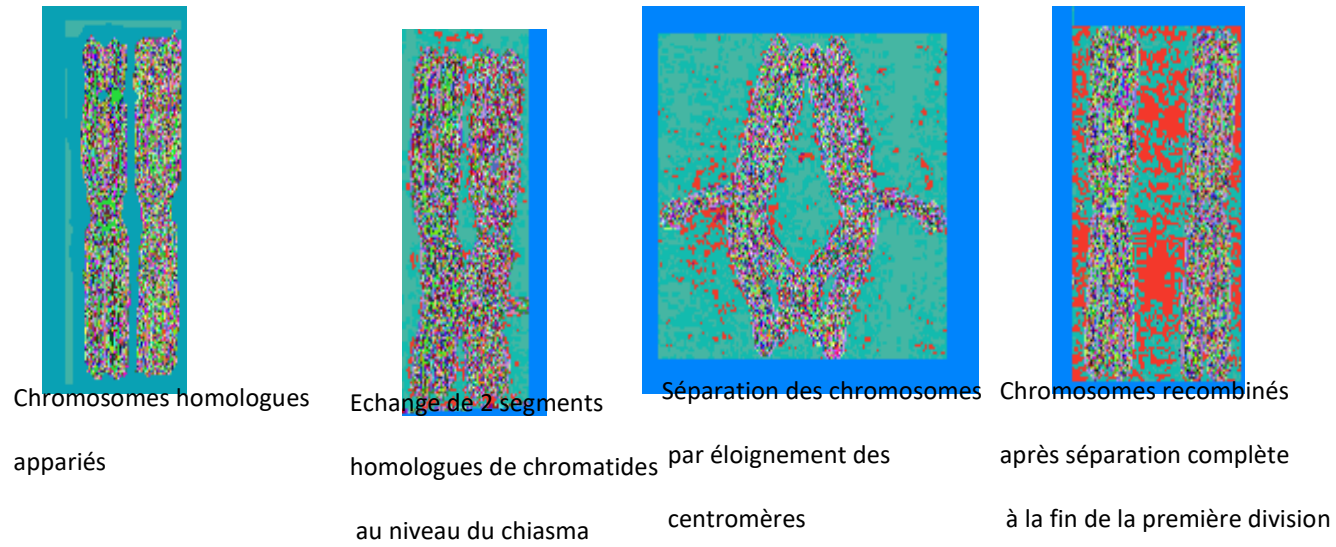 Chromosomes homologues
appariés
Echange de 2 segments
homologues de chromatides
au niveau du chiasma
Séparation des chromosomes
par éloignement des
centromères
Chromosomes recombinés
après séparation complète
à la fin de la première division